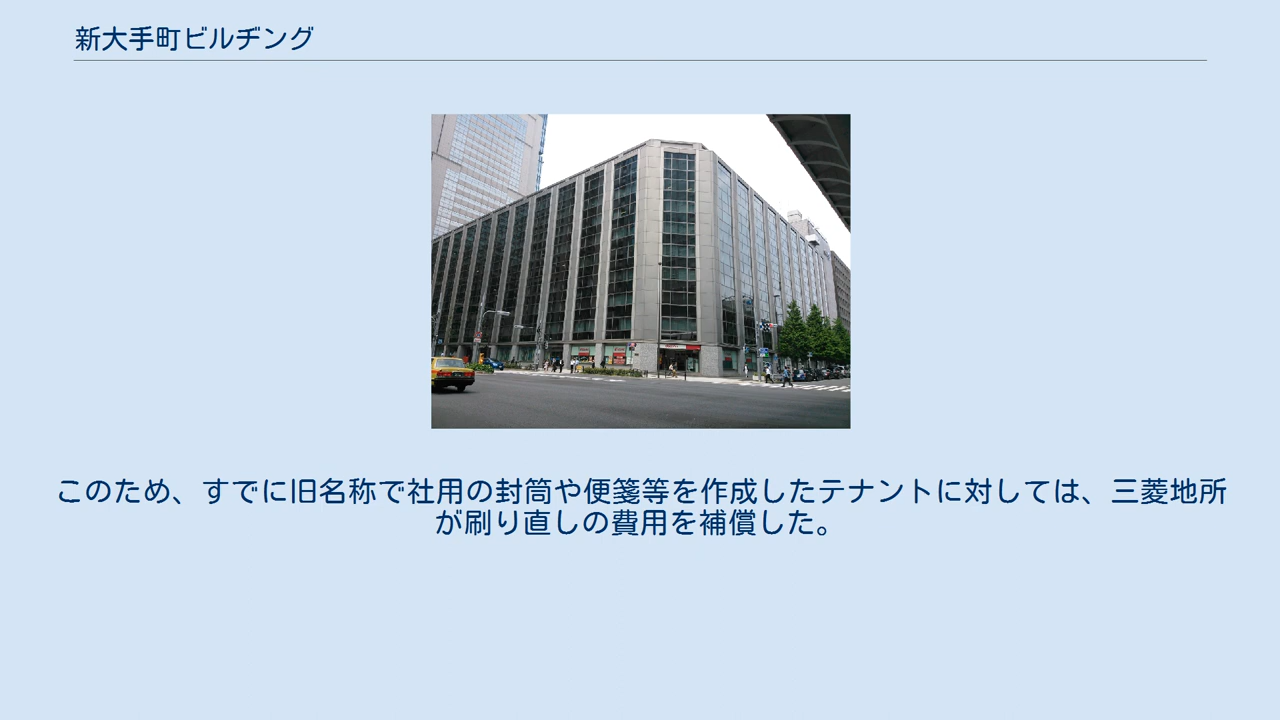 新大手町ビルヂング
このため、すでに旧名称で社用の封筒や便箋等を作成したテナントに対しては、三菱地所
が刷り直しの費用を補償した。